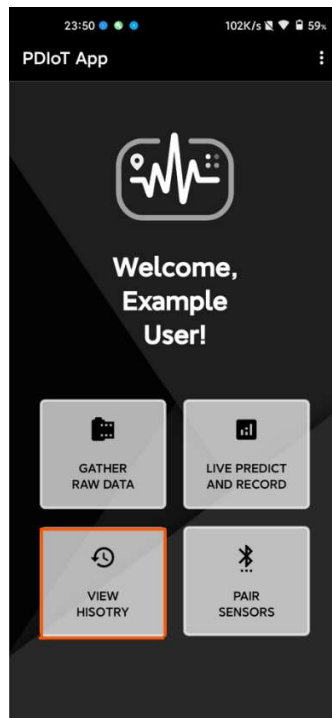 23:50 102K/s 59%
PDIoT App
Welcome,
Example
User!
GATHER
RAW DATA
LIVE PREDICT
AND RECORD
VIEW
HISOTRY
PAIR
SENSORS